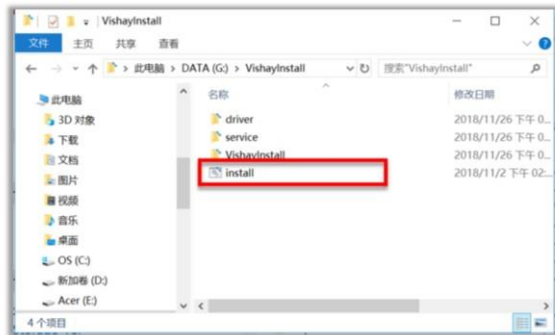 VishayInstall
文件 主页 共享 查看
此电脑 > DATA (G:) > VishayInstall 搜索"VishayInstall"
名称 修改日期
此电脑
3D 对象
下载
文档
图片
视频
音乐
桌面
OS (C:)
新加卷 (D:)
Acer (E:)
driver 2018/11/26 下午 0...
service 2018/11/26 下午 0...
VishayInstall 2018/11/26 下午 0...
install 2018/11/2 下午 02:...
4 个项目